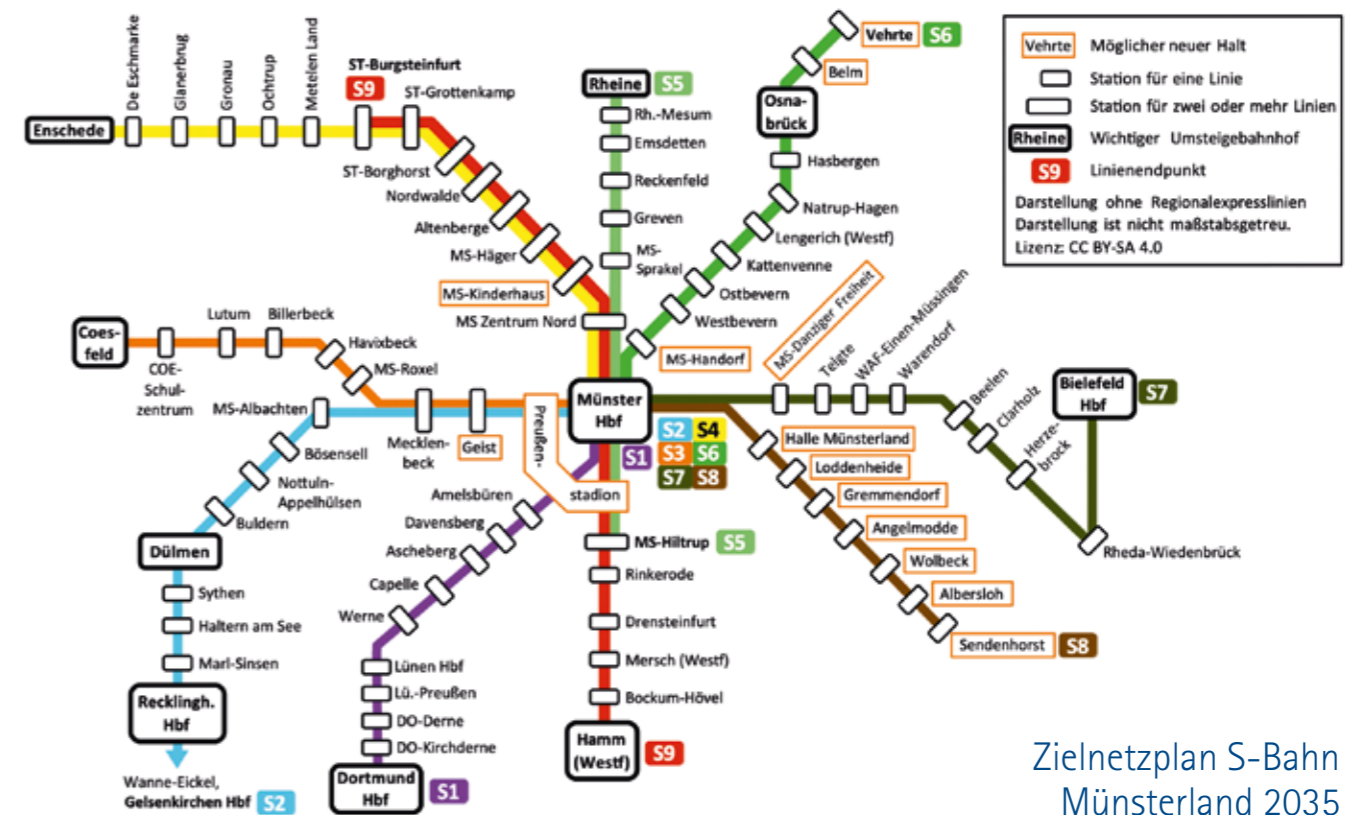 De Eschmarke
Glanerbrug
Gronau
Ochtrup
Metelen Land
ST-Burgsteinfurt
S9
ST-Grottenkamp
Enschede
ST-Borghorst
Nordwalde
Altenberge
MS-Häger
MS-Kinderhaus
MS Zentrum Nord
Rheine
S5
Rh.-Mesum
Emsdetten
Reckenfeld
Greven
MS-
Sprakel
Vehrte
S6
Belm
Osna-
brück
Hasbergen
Natrup-Hagen
Lengerich (Westf)
Kattenvenne
Ostbevern
Westbevern
MS-Handorf
Vehrte
Möglicher neuer Halt
Station für eine Linie
Station für zwei oder mehr Linien
Rheine
Wichtiger Umsteigebahnhof
S9
Linienendpunkt
Darstellung ohne Regionalexpresslinien
Darstellung ist nicht maßstabsgetreu.
Lizenz: CC BY-SA 4.0
Coes-
feld
COE-
Schul-
zentrum
Lutum
Billerbeck
Havixbeck
MS-Roxel
Mecklen-
beck
Geist
Preußen-
stadion
Münster
Hbf
S1
S2 S4
S3 S6
S7 S8
MS-Danziger Freiheit
Telgte
WAF-Einen-Müssingen
Warendorf
Beelen
Clarholz
Herze-
brock
Rheda-Wiedenbrück
Bielefeld
Hbf
S7
MS-Albachten
Bösensell
Nottuln-
Appelhülsen
Buldern
Dülmen
Sythen
Haltern am See
Marl-Sinsen
Recklingh.
Hbf
Wanne-Eickel,
Gelsenkirchen Hbf
S2
Amelsbüren
Davensberg
Ascheberg
Capelle
Werne
Lünen Hbf
Lü.-Preußen
DO-Derne
DO-Kirchderne
Dortmund
Hbf
S1
MS-Hiltrup
S5
Rinkerode
Drensteinfurt
Mersch (Westf)
Bockum-Hövel
Hamm
(Westf)
S9
Halle Münsterland
Loddenheide
Gremmendorf
Angelmodde
Wolbeck
Albersloh
Sendenhorst
S8
Zielnetzplan S-Bahn
Münsterland 2035